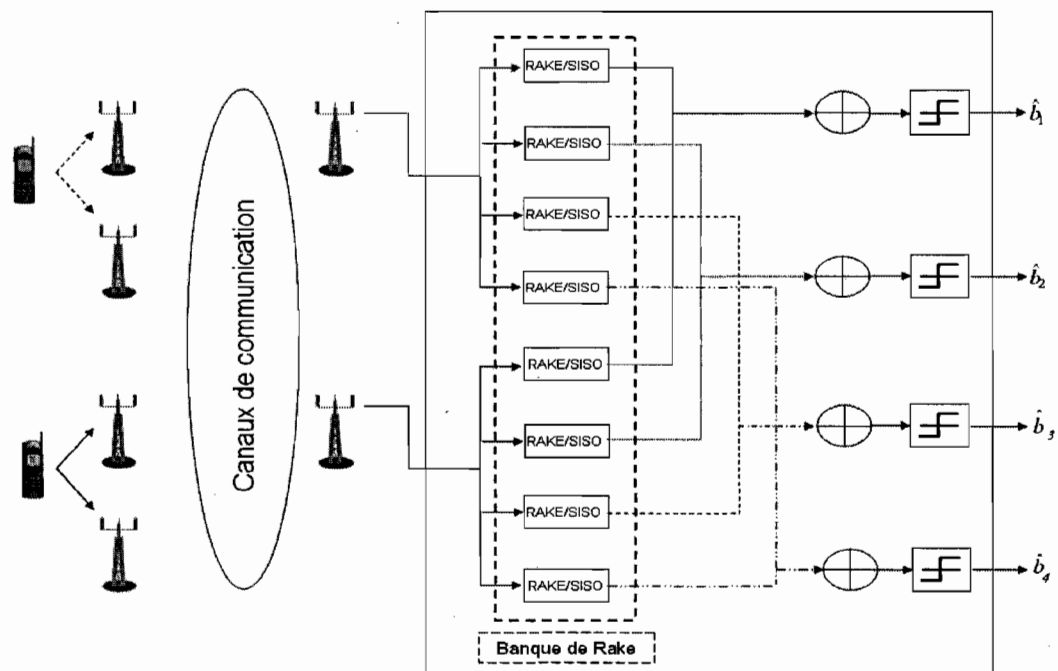 RAKE/SISO
RAKE/SISO
RAKE/SISO
RAKE/SISO
RAKE/SISO
RAKE/SISO
RAKE/SISO
RAKE/SISO
Canaux de communication
Banque de Rake
b̂₁
b̂₂
b̂₃
b̂₄